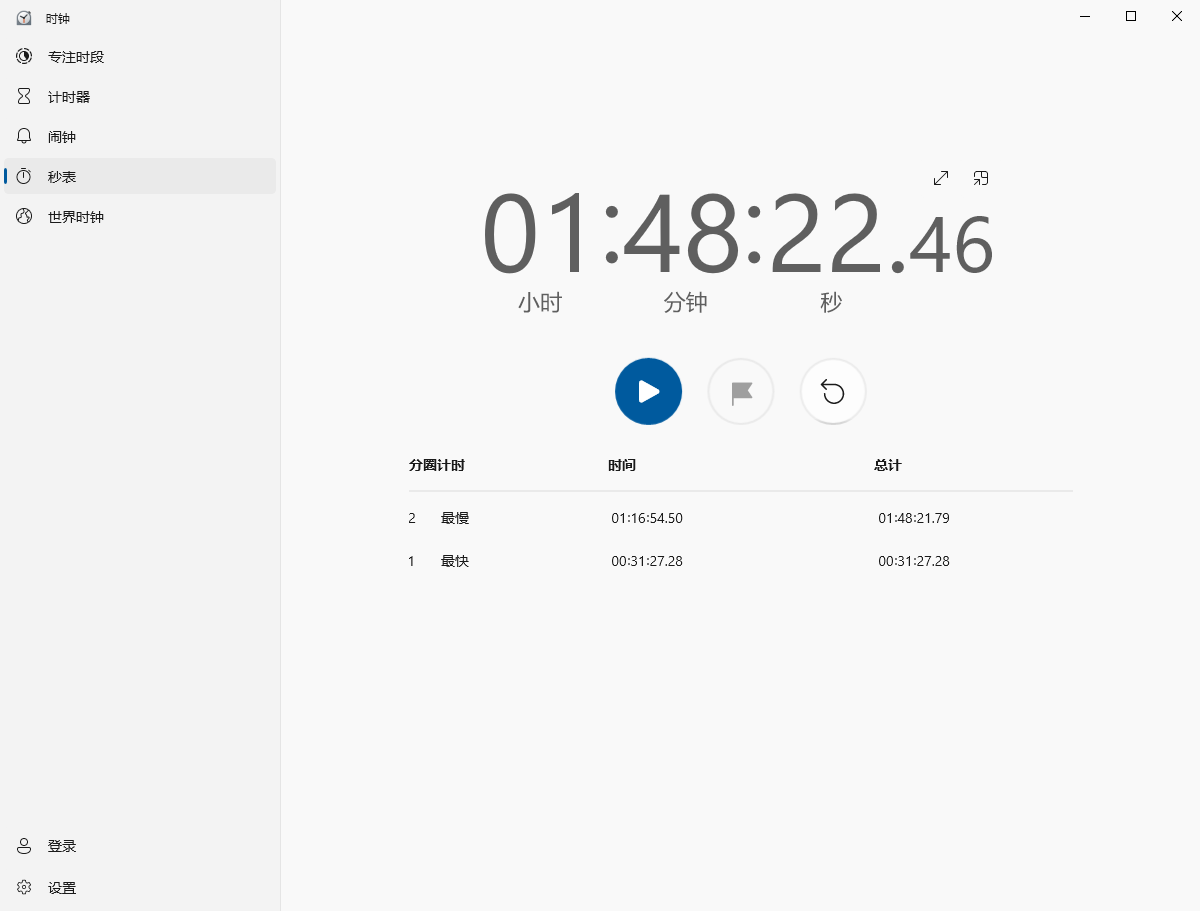 时钟
专注时段
计时器
闹钟
秒表
世界时钟
登录
设置
01:48:22.46
小时 分钟 秒
分圈计时 时间 总计
2 最慢 01:16:54.50 01:48:21.79
1 最快 00:31:27.28 00:31:27.28